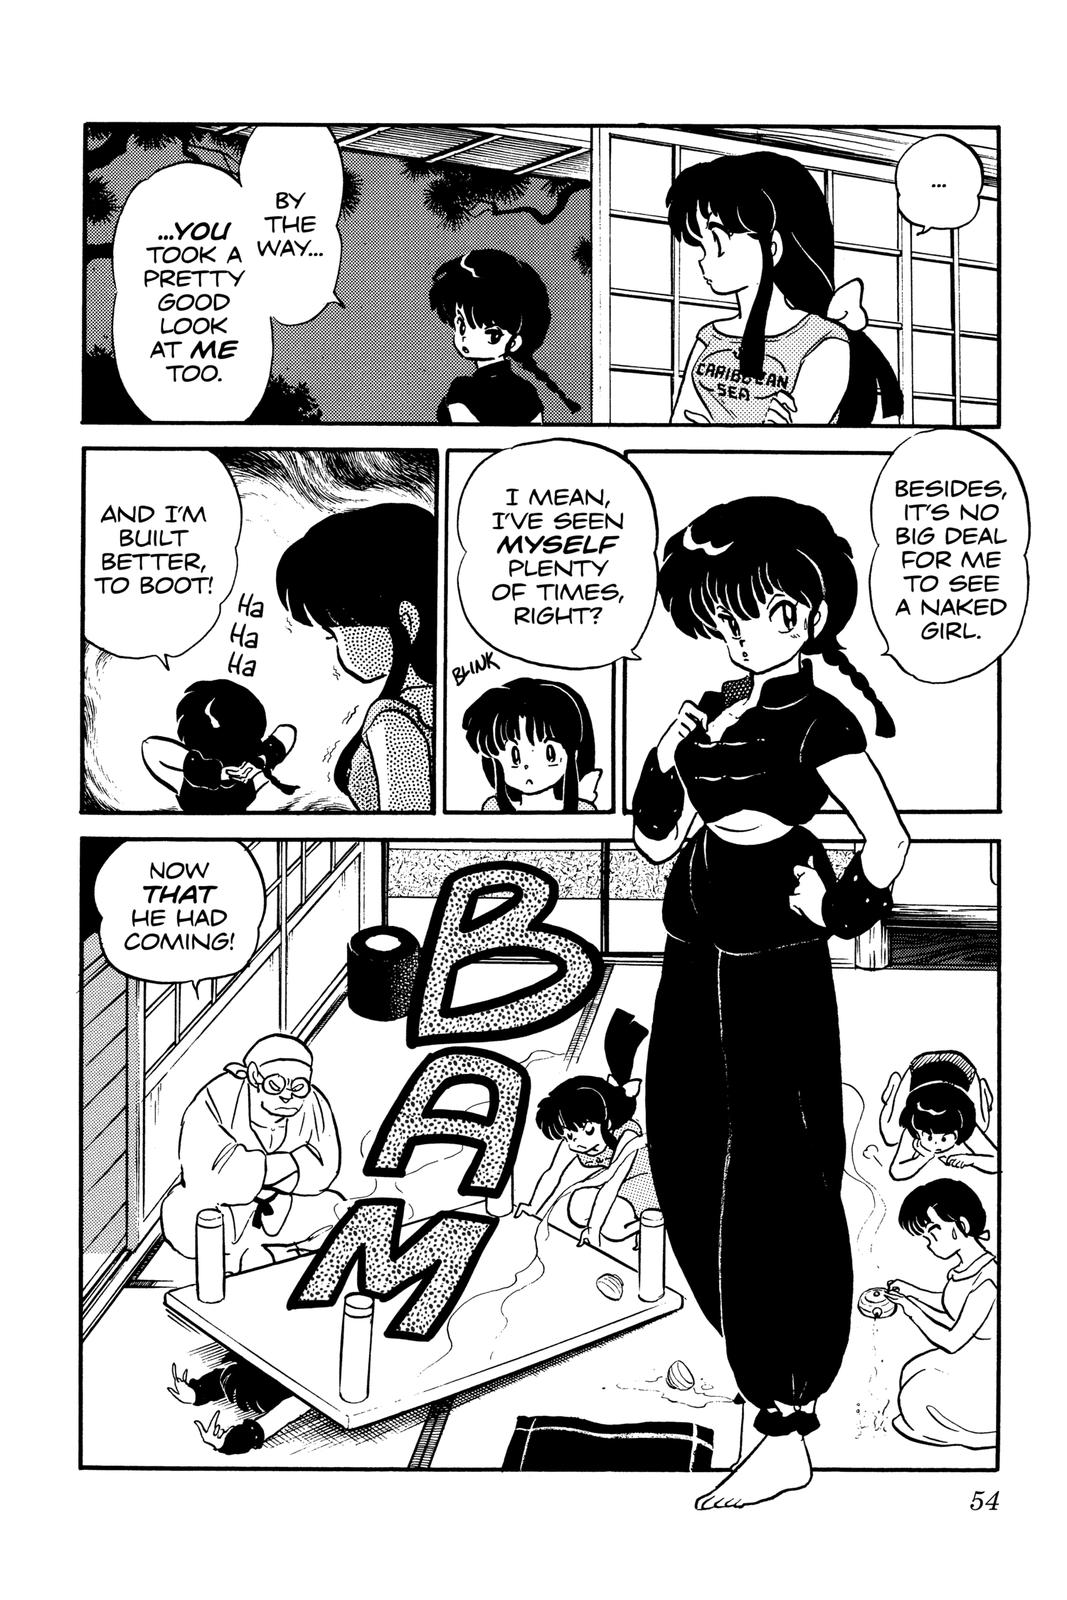 ...
CARIBBEAN
SEA
BY
THE
WAY...
...YOU
TOOK A
PRETTY
GOOD
LOOK
AT ME
TOO.
BESIDES,
IT'S NO
BIG DEAL
FOR ME
TO SEE
A NAKED
GIRL.
I MEAN,
I'VE SEEN
MYSELF
PLENTY
OF TIMES,
RIGHT?
BLINK
AND I'M
BUILT
BETTER,
TO BOOT!
Ha
Ha
Ha
BAM
NOW
THAT
HE HAD
COMING!
54